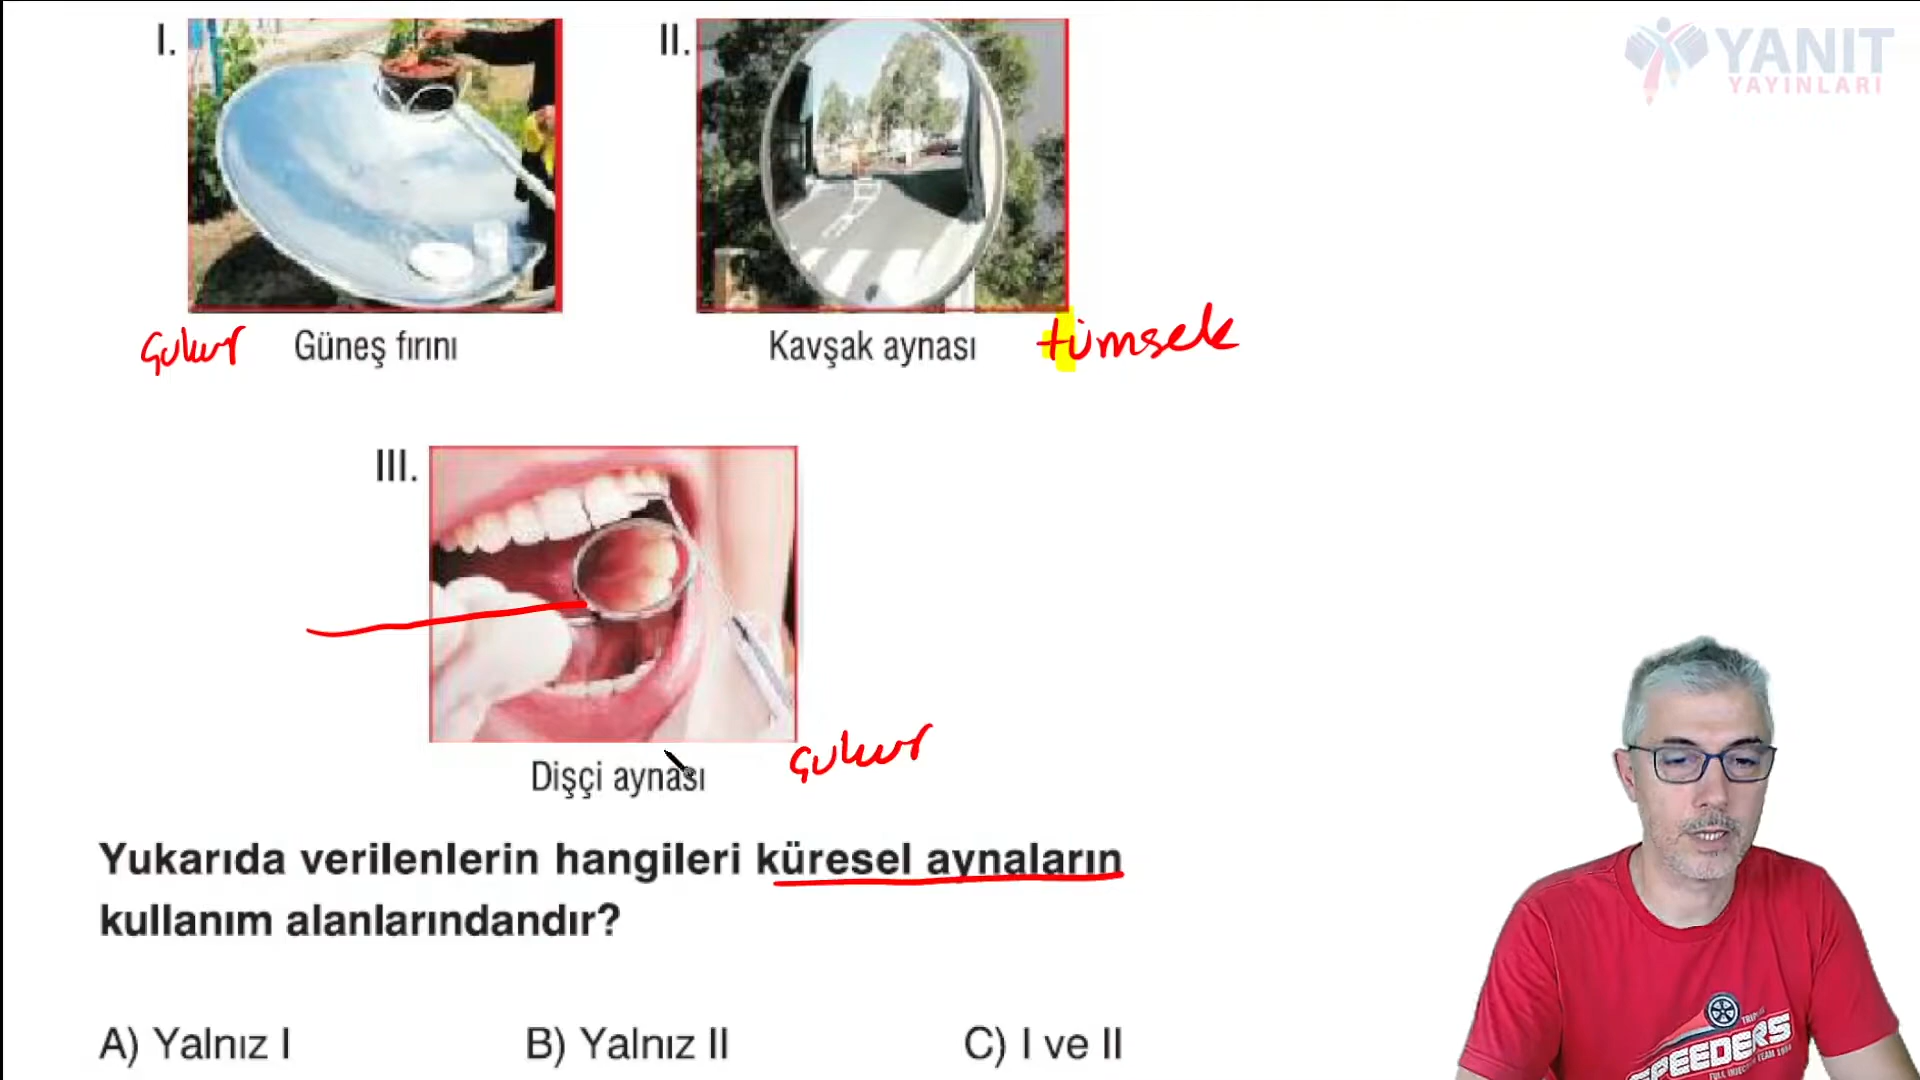 I.
II.
YANIT
YAYINLARI
çukur
Güneş fırını
Kavşak aynası
tümsek
III.
Dişçi aynası
çukur
Yukarıda verilenlerin hangileri küresel aynaların
kullanım alanlarındandır?
A) Yalnız I
B) Yalnız II
C) I ve II
SPEEDERS